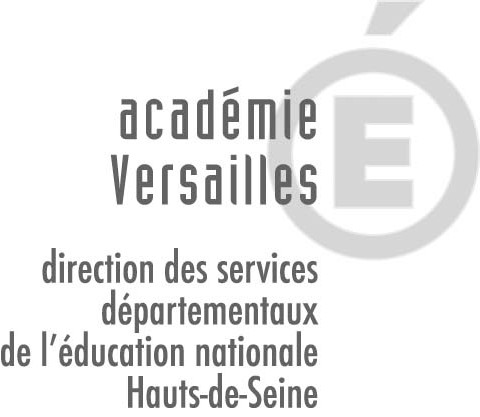 académie
Versailles
É
direction des services
départementaux
de l'éducation nationale
Hauts-de-Seine